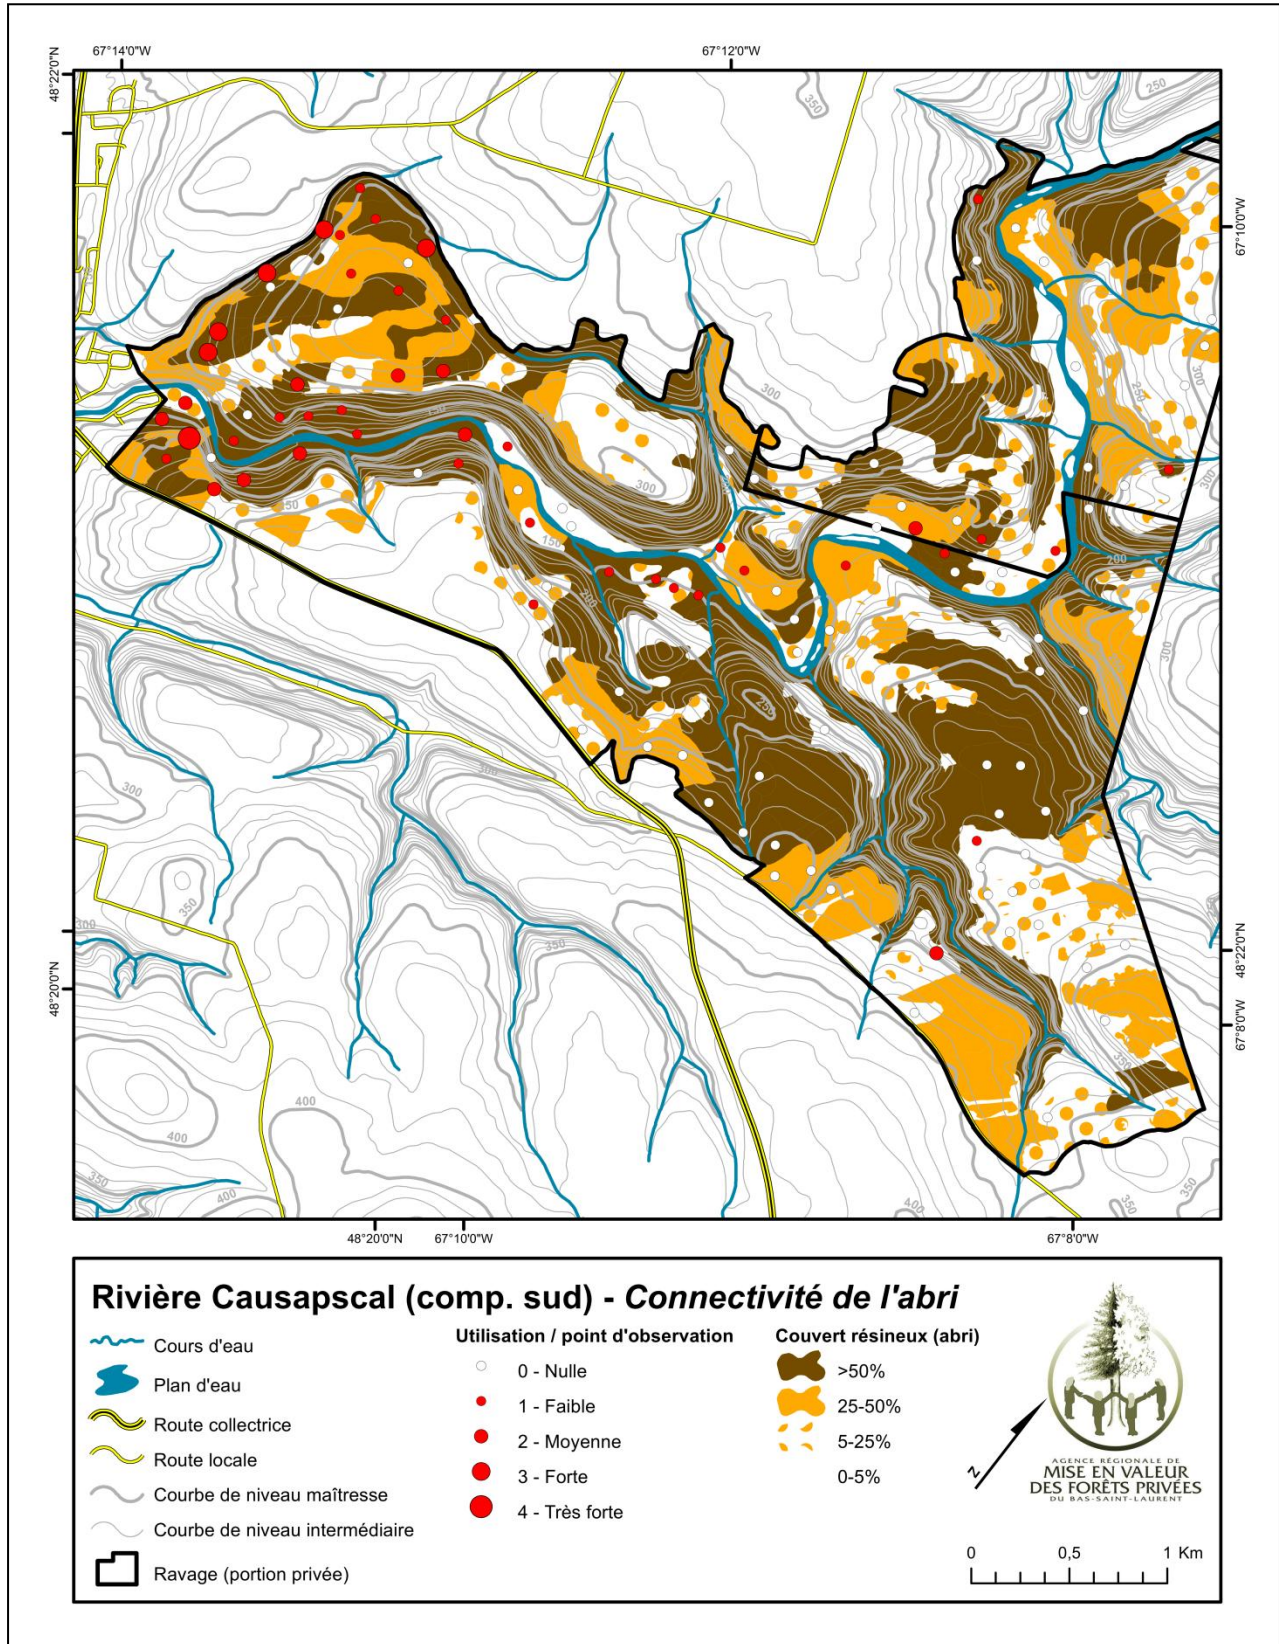 67°14'0"W
67°12'0"W
48°22'0"N
67°10'0"W
250
350
300
250
150
300
300
150
150
200
200
300
250
300
300
350
300
350
350
400
400
350
400
400
350
350
48°20'0"N
48°22'0"N
67°8'0"W
48°20'0"N
67°10'0"W
67°8'0"W
Rivière Causapscal (comp. sud) - Connectivité de l'abri
Cours d'eau
Plan d'eau
Route collectrice
Route locale
Courbe de niveau maîtresse
Courbe de niveau intermédiaire
Ravage (portion privée)
Utilisation / point d'observation
0 - Nulle
1 - Faible
2 - Moyenne
3 - Forte
4 - Très forte
Couvert résineux (abri)
>50%
25-50%
5-25%
0-5%
N
AGENCE RÉGIONALE DE
MISE EN VALEUR
DES FORÊTS PRIVÉES
DU BAS-SAINT-LAURENT
0 0,5 1 Km